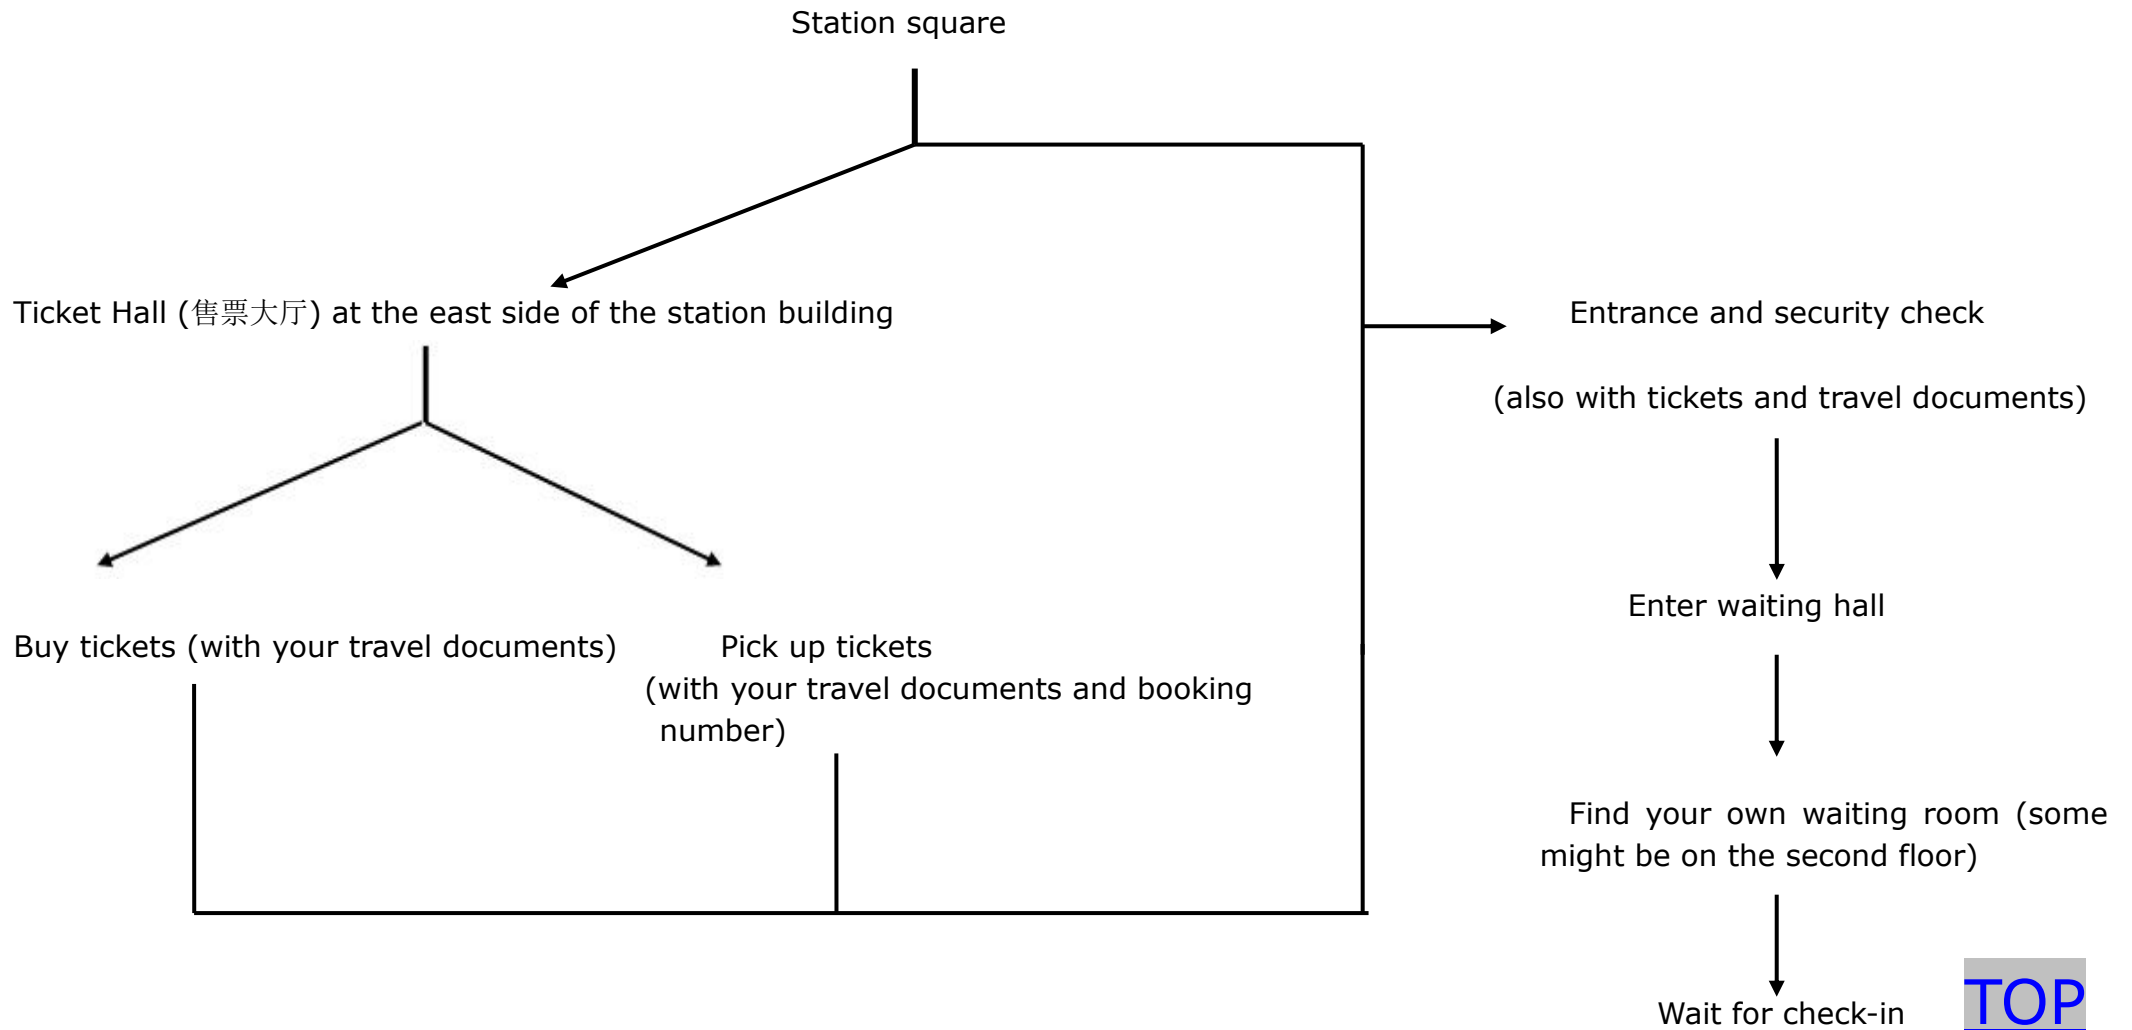 Station square
Ticket Hall (售票大厅) at the east side of the station building
Entrance and security check
(also with tickets and travel documents)
Enter waiting hall
Buy tickets (with your travel documents)
Pick up tickets
(with your travel documents and booking
number)
Find your own waiting room (some
might be on the second floor)
Wait for check-in
TOP